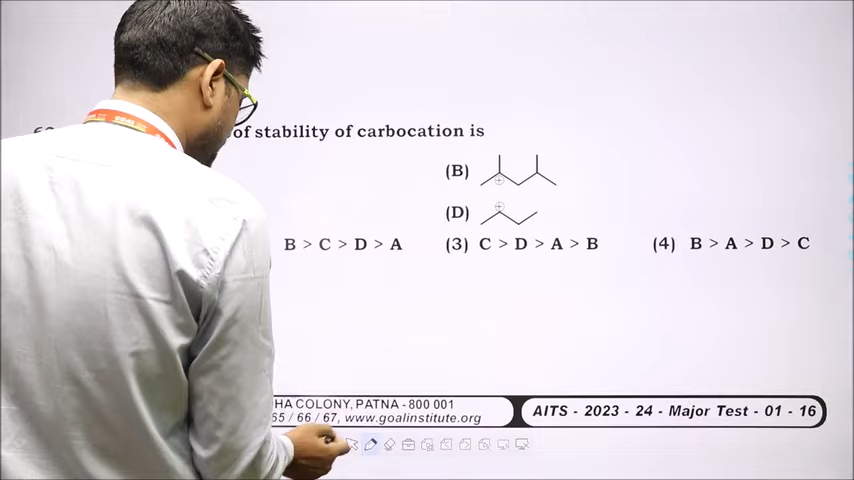 of stability of carbocation is
(B)
(D)
B > C > D > A (3) C > D > A > B (4) B > A > D > C
HA COLONY, PATNA - 800 001
65 / 66 / 67, www.goalinstitute.org
AITS - 2023 - 24 - Major Test - 01 - 16